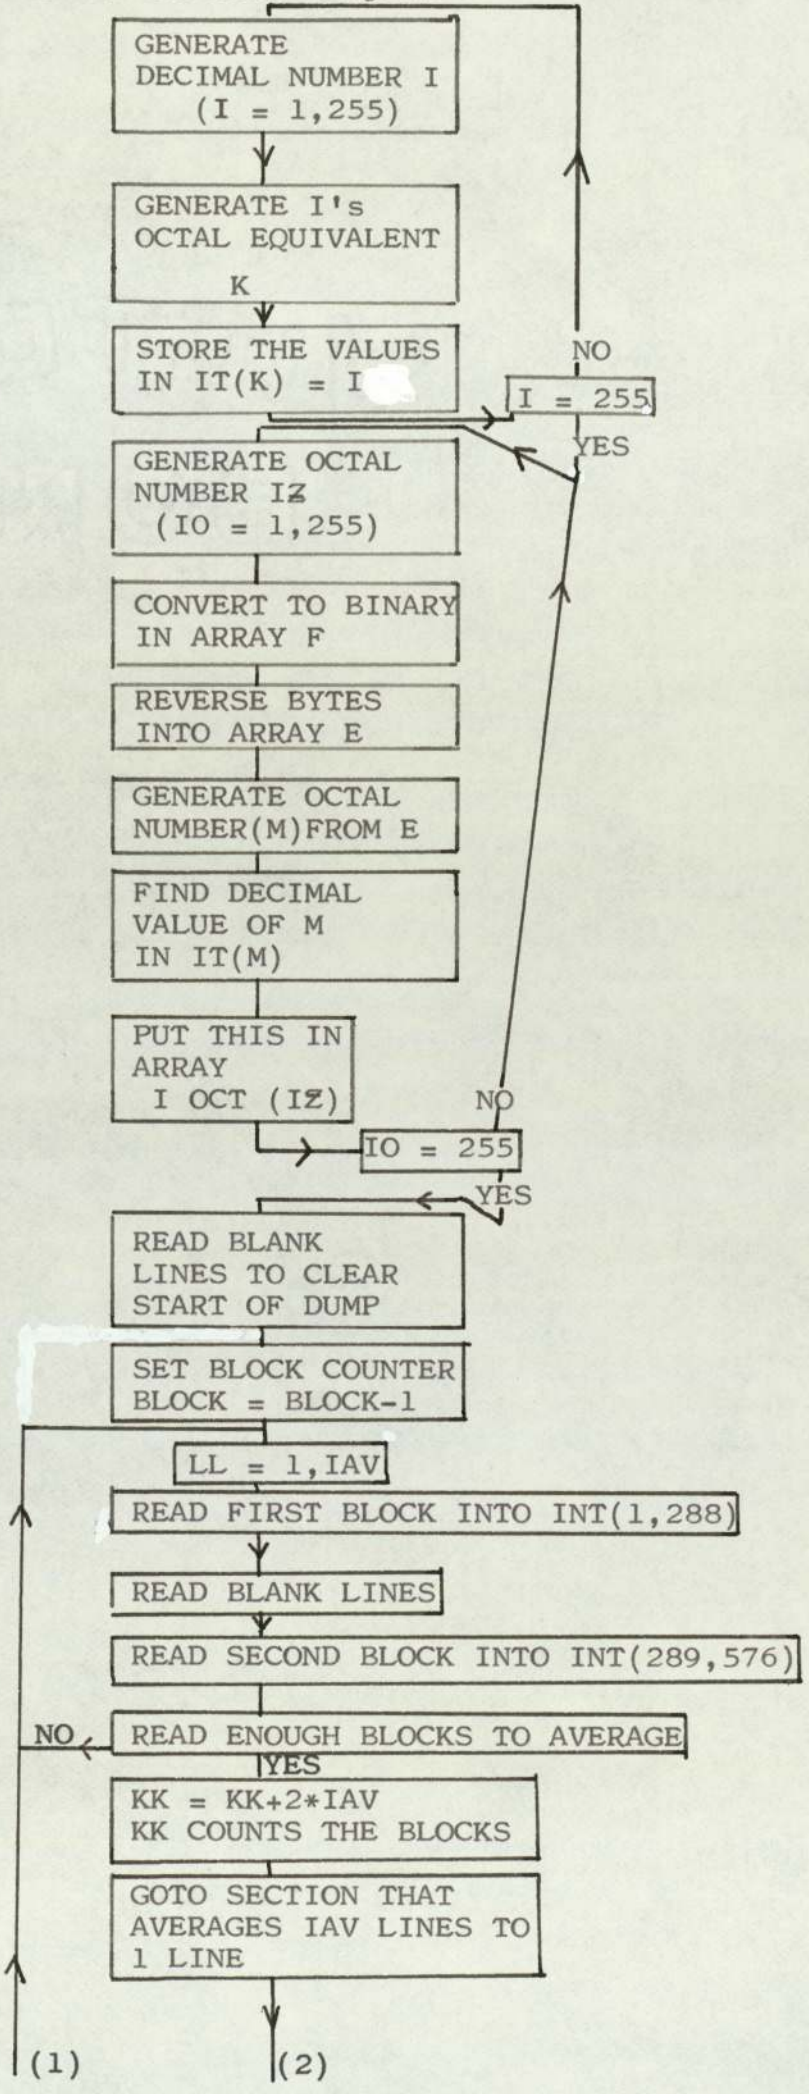 GENERATE
DECIMAL NUMBER I
(I = 1,255)
GENERATE I's
OCTAL EQUIVALENT
K
STORE THE VALUES
IN IT(K) = I
NO
I = 255
YES
GENERATE OCTAL
NUMBER IZ
(IO = 1,255)
CONVERT TO BINARY
IN ARRAY F
REVERSE BYTES
INTO ARRAY E
GENERATE OCTAL
NUMBER(M)FROM E
FIND DECIMAL
VALUE OF M
IN IT(M)
PUT THIS IN
ARRAY
I OCT (IZ)
NO
IO = 255
YES
READ BLANK
LINES TO CLEAR
START OF DUMP
SET BLOCK COUNTER
BLOCK = BLOCK-1
LL = 1,IAV
READ FIRST BLOCK INTO INT(1,288)
READ BLANK LINES
READ SECOND BLOCK INTO INT(289,576)
NO
READ ENOUGH BLOCKS TO AVERAGE
YES
KK = KK+2*IAV
KK COUNTS THE BLOCKS
GOTO SECTION THAT
AVERAGES IAV LINES TO
1 LINE
(1)
(2)